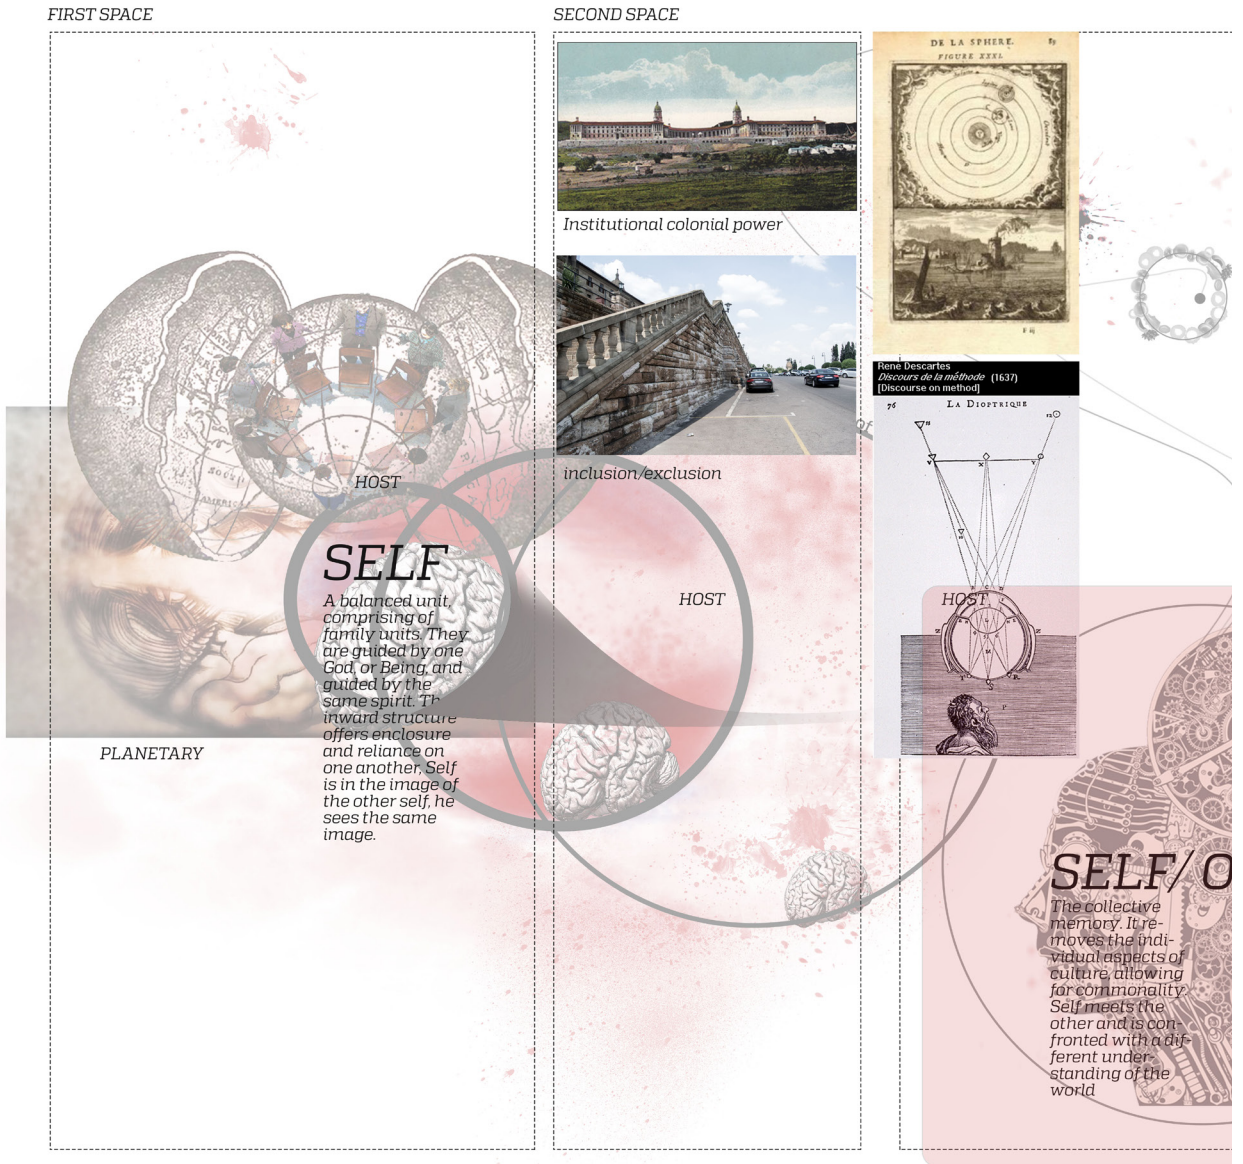 FIRST SPACE
SECOND SPACE
DE LA SPHERE. 89
FIGURE XXXI.
Institutional colonial power
René Descartes
Discours de la méthode (1637)
[Discourse on method]
76 LA DIOPTRIQUE
inclusion/exclusion
HOST
SELF
A balanced unit,
comprising of
family units. They
are guided by one
God, or Being, and
guided by the
same spirit. Th
inward structure
offers enclosure
and reliance on
one another, Self
is in the image of
the other self, he
sees the same
image.
PLANETARY
HOST
HOST
SELF/ O
The collective
memory. It re-
moves the indi-
vidual aspects of
culture, allowing
for commonality.
Self meets the
other and is con-
fronted with a dif-
ferent under-
standing of the
world